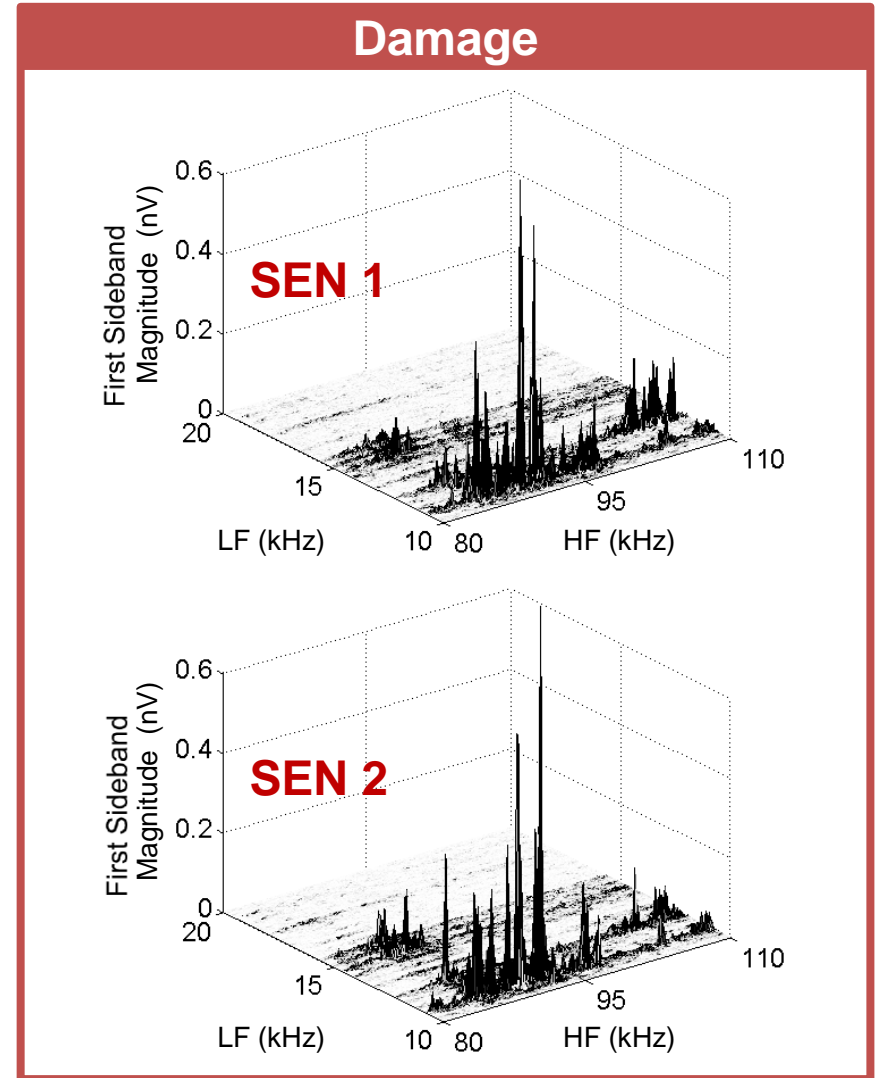 Damage
First Sideband
Magnitude (nV)
0.6
0.4
0.2
0
SEN 1
20
15
10
LF (kHz)
80
95
110
HF (kHz)
First Sideband
Magnitude (nV)
0.6
0.4
0.2
0
SEN 2
20
15
10
LF (kHz)
80
95
110
HF (kHz)